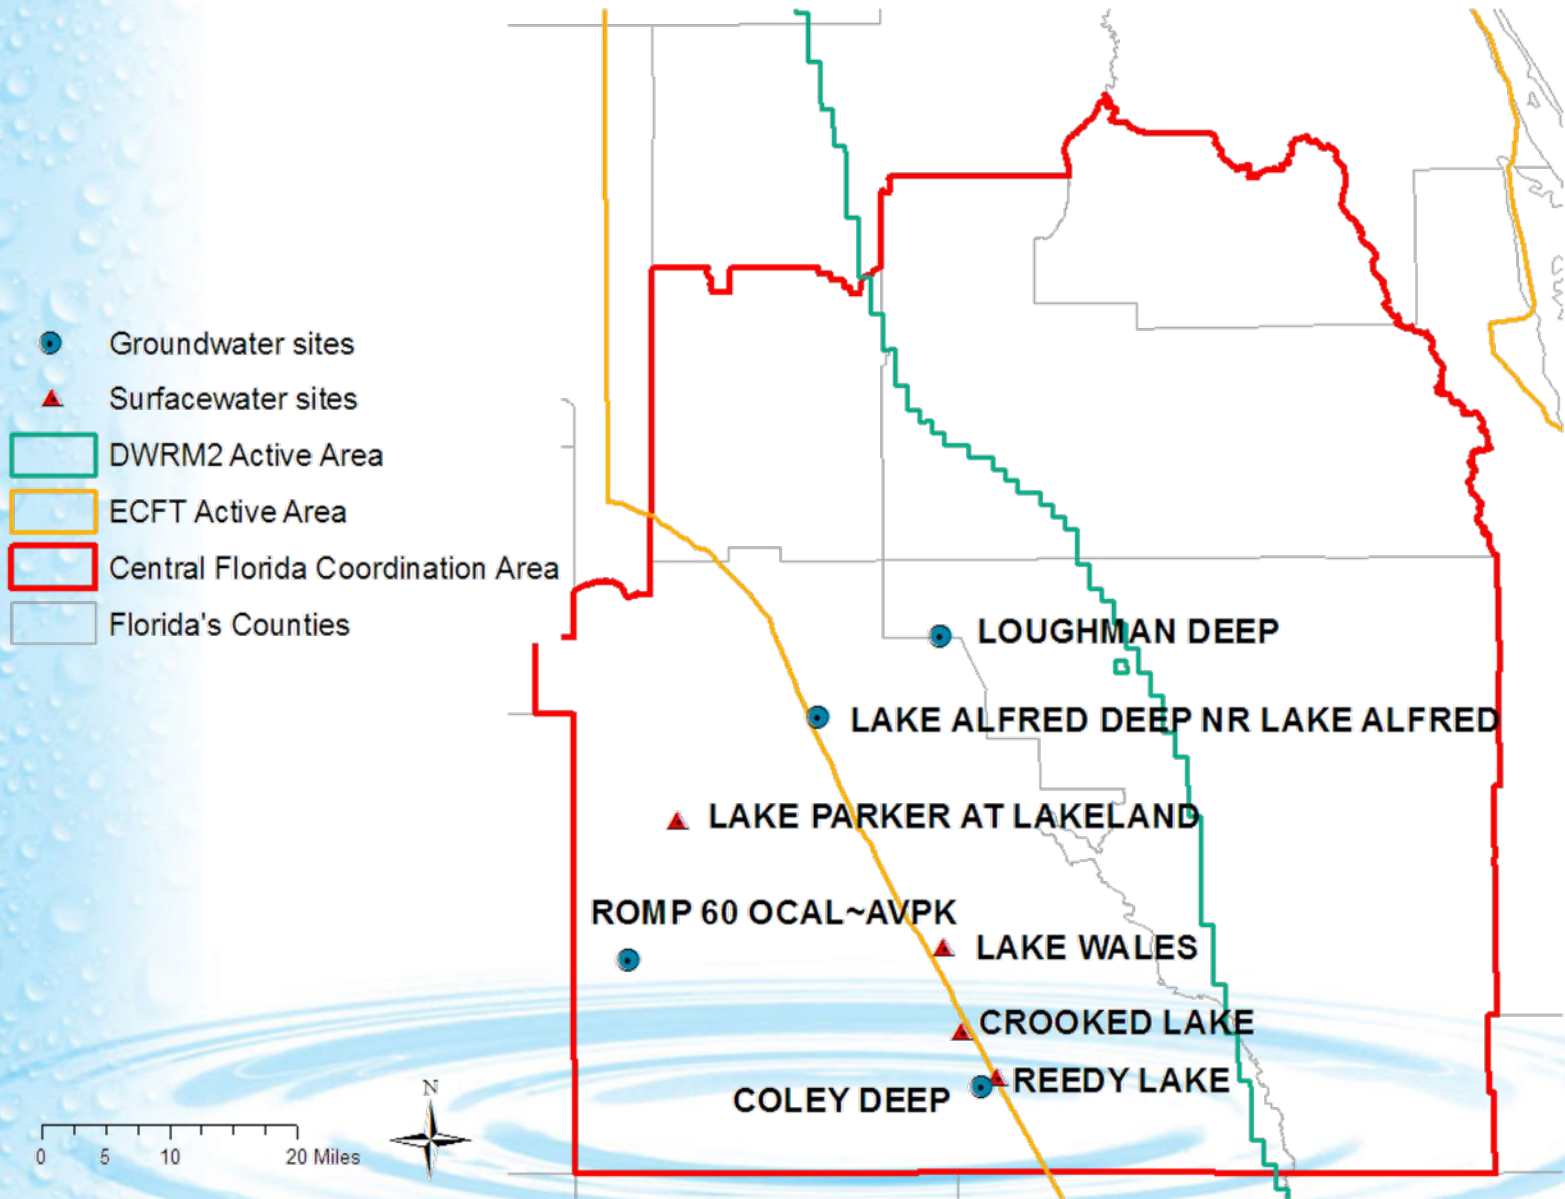 Groundwater sites
Surfacewater sites
DWRM2 Active Area
ECFT Active Area
Central Florida Coordination Area
Florida's Counties
LOUGHMAN DEEP
LAKE ALFRED DEEP NR LAKE ALFRED
LAKE PARKER AT LAKELAND
ROMP 60 OCAL~AVPK
LAKE WALES
CROOKED LAKE
REEDY LAKE
COLEY DEEP
N
0 5 10 20 Miles